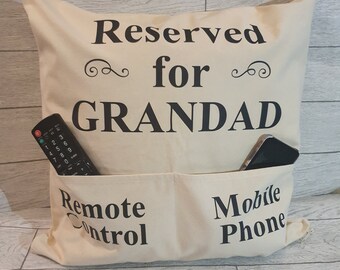 Reserved
for
GRANDAD
Remote
Control
Mobile
Phone